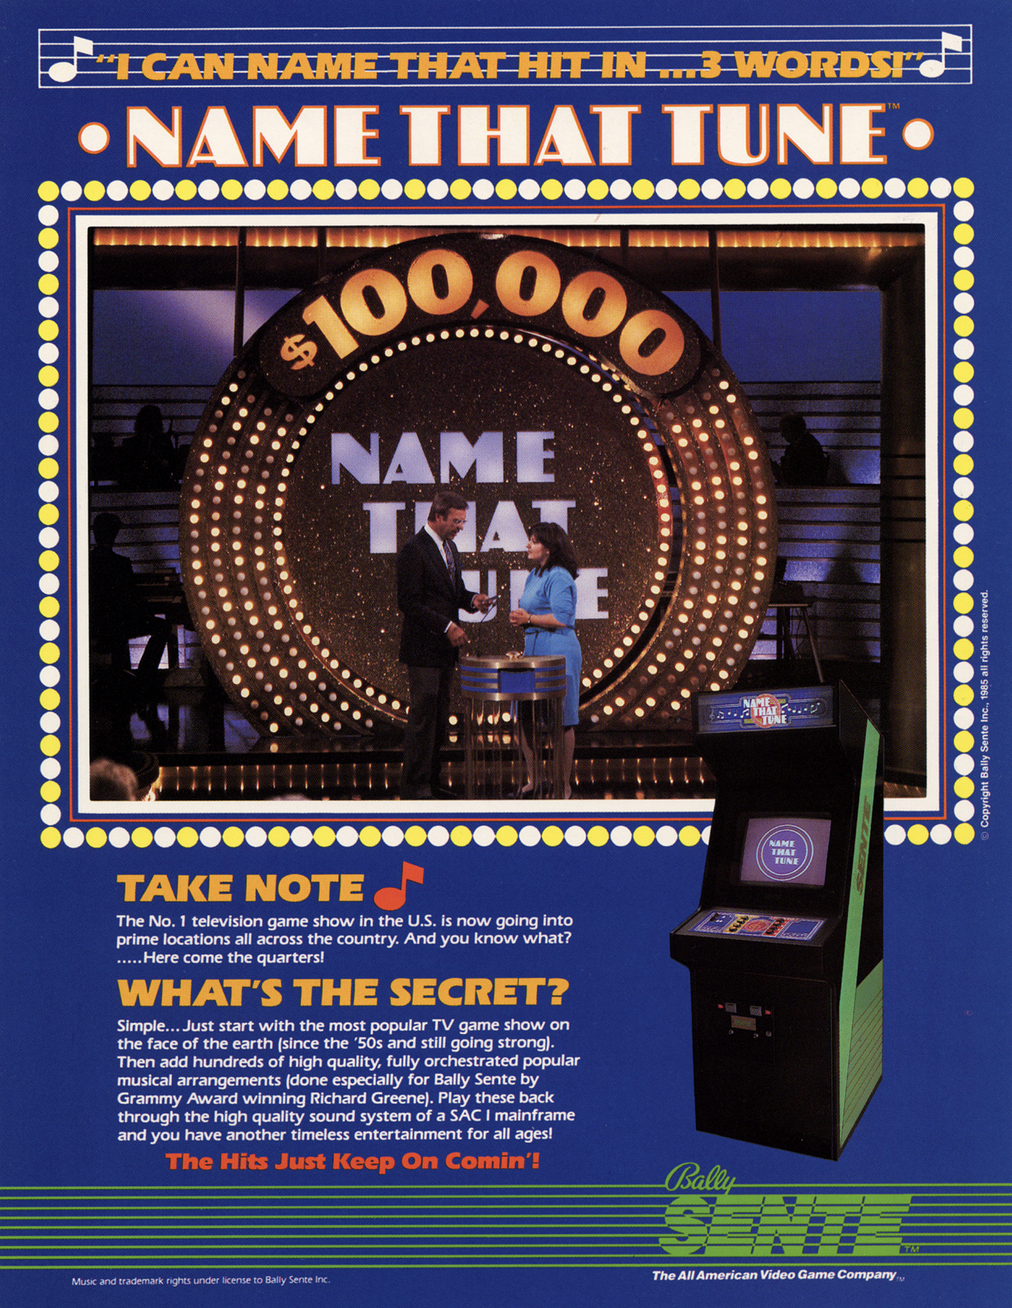 "I CAN NAME THAT HIT IN ...3 WORDS!"
• NAME THAT TUNE™ •
$100,000
NAME
THAT
TUNE
NAME
THAT
TUNE
SENTE
NAME
THAT
TUNE
© Copyright Bally Sente Inc., 1985 all rights reserved.
TAKE NOTE
The No. 1 television game show in the U.S. is now going into
prime locations all across the country. And you know what?
.....Here come the quarters!
WHAT'S THE SECRET?
Simple... Just start with the most popular TV game show on
the face of the earth (since the '50s and still going strong).
Then add hundreds of high quality, fully orchestrated popular
musical arrangements (done especially for Bally Sente by
Grammy Award winning Richard Greene). Play these back
through the high quality sound system of a SAC I mainframe
and you have another timeless entertainment for all ages!
The Hits Just Keep On Comin'!
Bally
SENTE™
The All American Video Game Company™
Music and trademark rights under license to Bally Sente Inc.